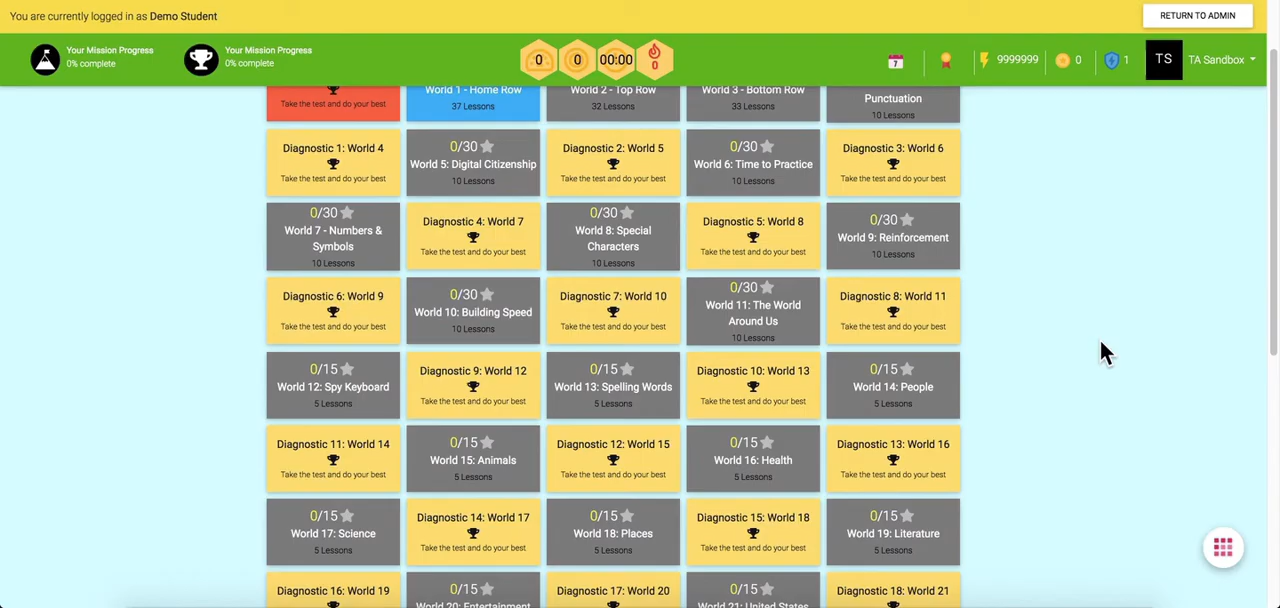 You are currently logged in as Demo Student
RETURN TO ADMIN
Your Mission Progress
0% complete
Your Mission Progress
0% complete
0
0
00:00
0
7
9999999
0
1
TS
TA Sandbox
Take the test and do your best
World 1 - Home Row
37 Lessons
World 2 - Top Row
32 Lessons
World 3 - Bottom Row
33 Lessons
Punctuation
10 Lessons
Diagnostic 1: World 4
Take the test and do your best
0/30
World 5: Digital Citizenship
10 Lessons
Diagnostic 2: World 5
Take the test and do your best
0/30
World 6: Time to Practice
10 Lessons
Diagnostic 3: World 6
Take the test and do your best
0/30
World 7 - Numbers &
Symbols
10 Lessons
Diagnostic 4: World 7
Take the test and do your best
0/30
World 8: Special
Characters
10 Lessons
Diagnostic 5: World 8
Take the test and do your best
0/30
World 9: Reinforcement
10 Lessons
Diagnostic 6: World 9
Take the test and do your best
0/30
World 10: Building Speed
10 Lessons
Diagnostic 7: World 10
Take the test and do your best
0/30
World 11: The World
Around Us
10 Lessons
Diagnostic 8: World 11
Take the test and do your best
0/15
World 12: Spy Keyboard
5 Lessons
Diagnostic 9: World 12
Take the test and do your best
0/15
World 13: Spelling Words
5 Lessons
Diagnostic 10: World 13
Take the test and do your best
0/15
World 14: People
5 Lessons
Diagnostic 11: World 14
Take the test and do your best
0/15
World 15: Animals
5 Lessons
Diagnostic 12: World 15
Take the test and do your best
0/15
World 16: Health
5 Lessons
Diagnostic 13: World 16
Take the test and do your best
0/15
World 17: Science
5 Lessons
Diagnostic 14: World 17
Take the test and do your best
0/15
World 18: Places
5 Lessons
Diagnostic 15: World 18
Take the test and do your best
0/15
World 19: Literature
5 Lessons
Diagnostic 16: World 19
0/15
World 20: Entertainment
Diagnostic 17: World 20
0/15
World 21: United States
Diagnostic 18: World 21